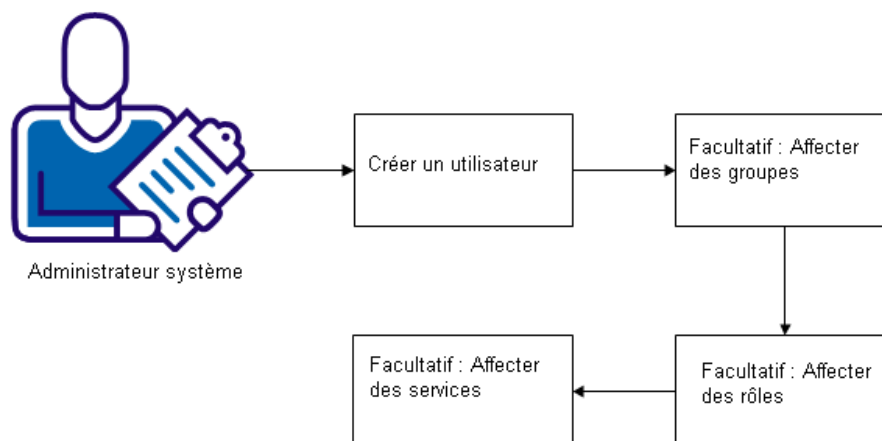 Administrateur système
Créer un utilisateur
Facultatif : Affecter
des groupes
Facultatif : Affecter
des rôles
Facultatif : Affecter
des services